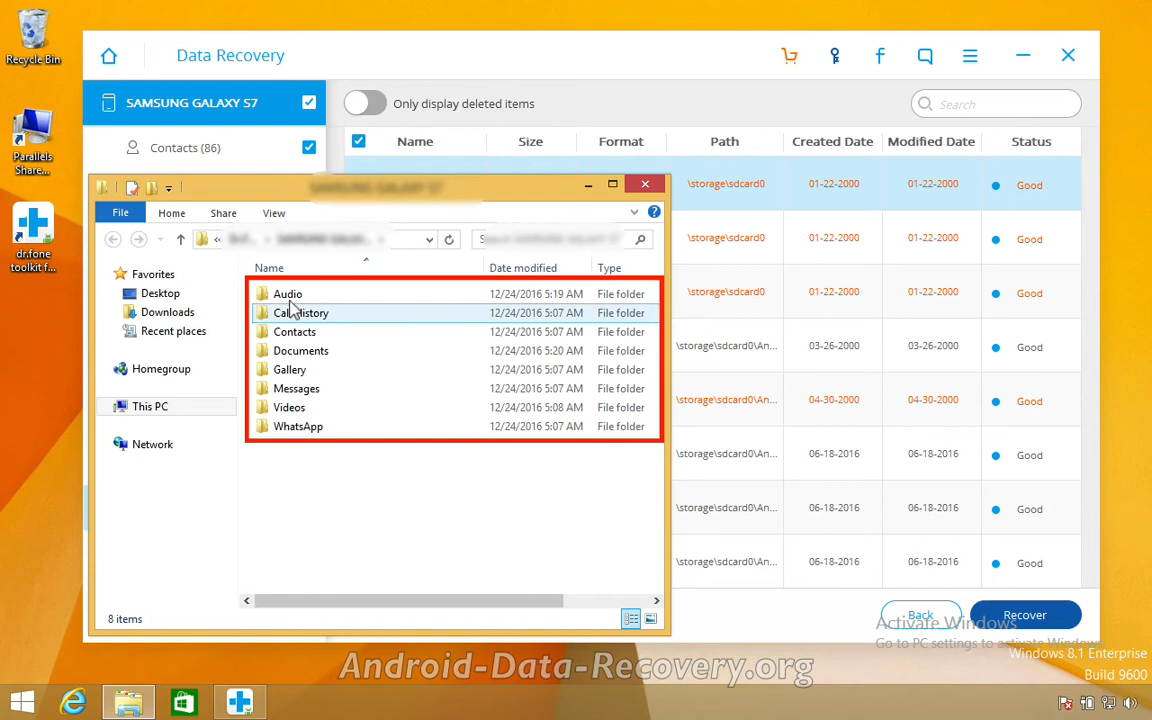 Recycle Bin
Parallels
Share...
dr.fone
toolkit f...
Data Recovery
SAMSUNG GALAXY S7
Contacts (86)
Only display deleted items
Search
Name Size Format Path Created Date Modified Date Status
\storage\sdcard0 01-22-2000 01-22-2000 Good
\storage\sdcard0 01-22-2000 01-22-2000 Good
\storage\sdcard0 01-22-2000 01-22-2000 Good
\storage\sdcard0\An... 03-26-2000 03-26-2000 Good
\storage\sdcard0\An... 04-30-2000 04-30-2000 Good
\storage\sdcard0\An... 06-18-2016 06-18-2016 Good
\storage\sdcard0\An... 06-18-2016 06-18-2016 Good
\storage\sdcard0\An... 06-18-2016 06-18-2016 Good
Back Recover
SAMSUNG GALAXY S7
File Home Share View
Name Date modified Type
Favorites
Desktop
Downloads
Recent places
Homegroup
This PC
Network
Audio 12/24/2016 5:19 AM File folder
Call History 12/24/2016 5:07 AM File folder
Contacts 12/24/2016 5:07 AM File folder
Documents 12/24/2016 5:20 AM File folder
Gallery 12/24/2016 5:07 AM File folder
Messages 12/24/2016 5:07 AM File folder
Videos 12/24/2016 5:08 AM File folder
WhatsApp 12/24/2016 5:07 AM File folder
8 items
Activate Windows
Go to PC settings to activate Windows.
Windows 8.1 Enterprise
Build 9600
Android-Data-Recovery.org